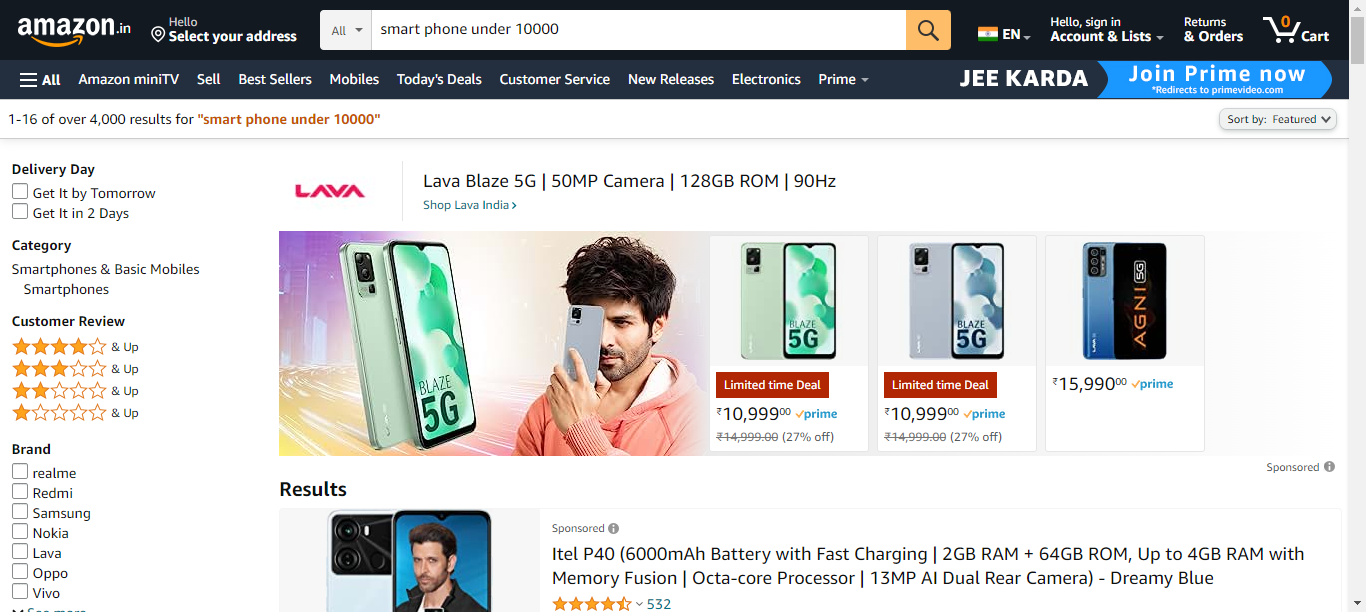 amazon.in
Hello
Select your address
All
smart phone under 10000
EN
Hello, sign in
Account & Lists
Returns
& Orders
0
Cart
All
Amazon miniTV
Sell
Best Sellers
Mobiles
Today's Deals
Customer Service
New Releases
Electronics
Prime
JEE KARDA
Join Prime now
*Redirects to primevideo.com
1-16 of over 4,000 results for "smart phone under 10000"
Sort by: Featured
Delivery Day
Get It by Tomorrow
Get It in 2 Days
Category
Smartphones & Basic Mobiles
Smartphones
Customer Review
& Up
& Up
& Up
& Up
Brand
realme
Redmi
Samsung
Nokia
Lava
Oppo
Vivo
See more
LAVA
Lava Blaze 5G | 50MP Camera | 128GB ROM | 90Hz
Shop Lava India ›
BLAZE
5G
BLAZE
5G
Limited time Deal
₹10,99900 prime
₹14,999.00 (27% off)
BLAZE
5G
Limited time Deal
₹10,99900 prime
₹14,999.00 (27% off)
AGNI 5G
₹15,99000 prime
Sponsored
Results
Sponsored
Itel P40 (6000mAh Battery with Fast Charging | 2GB RAM + 64GB ROM, Up to 4GB RAM with
Memory Fusion | Octa-core Processor | 13MP AI Dual Rear Camera) - Dreamy Blue
532